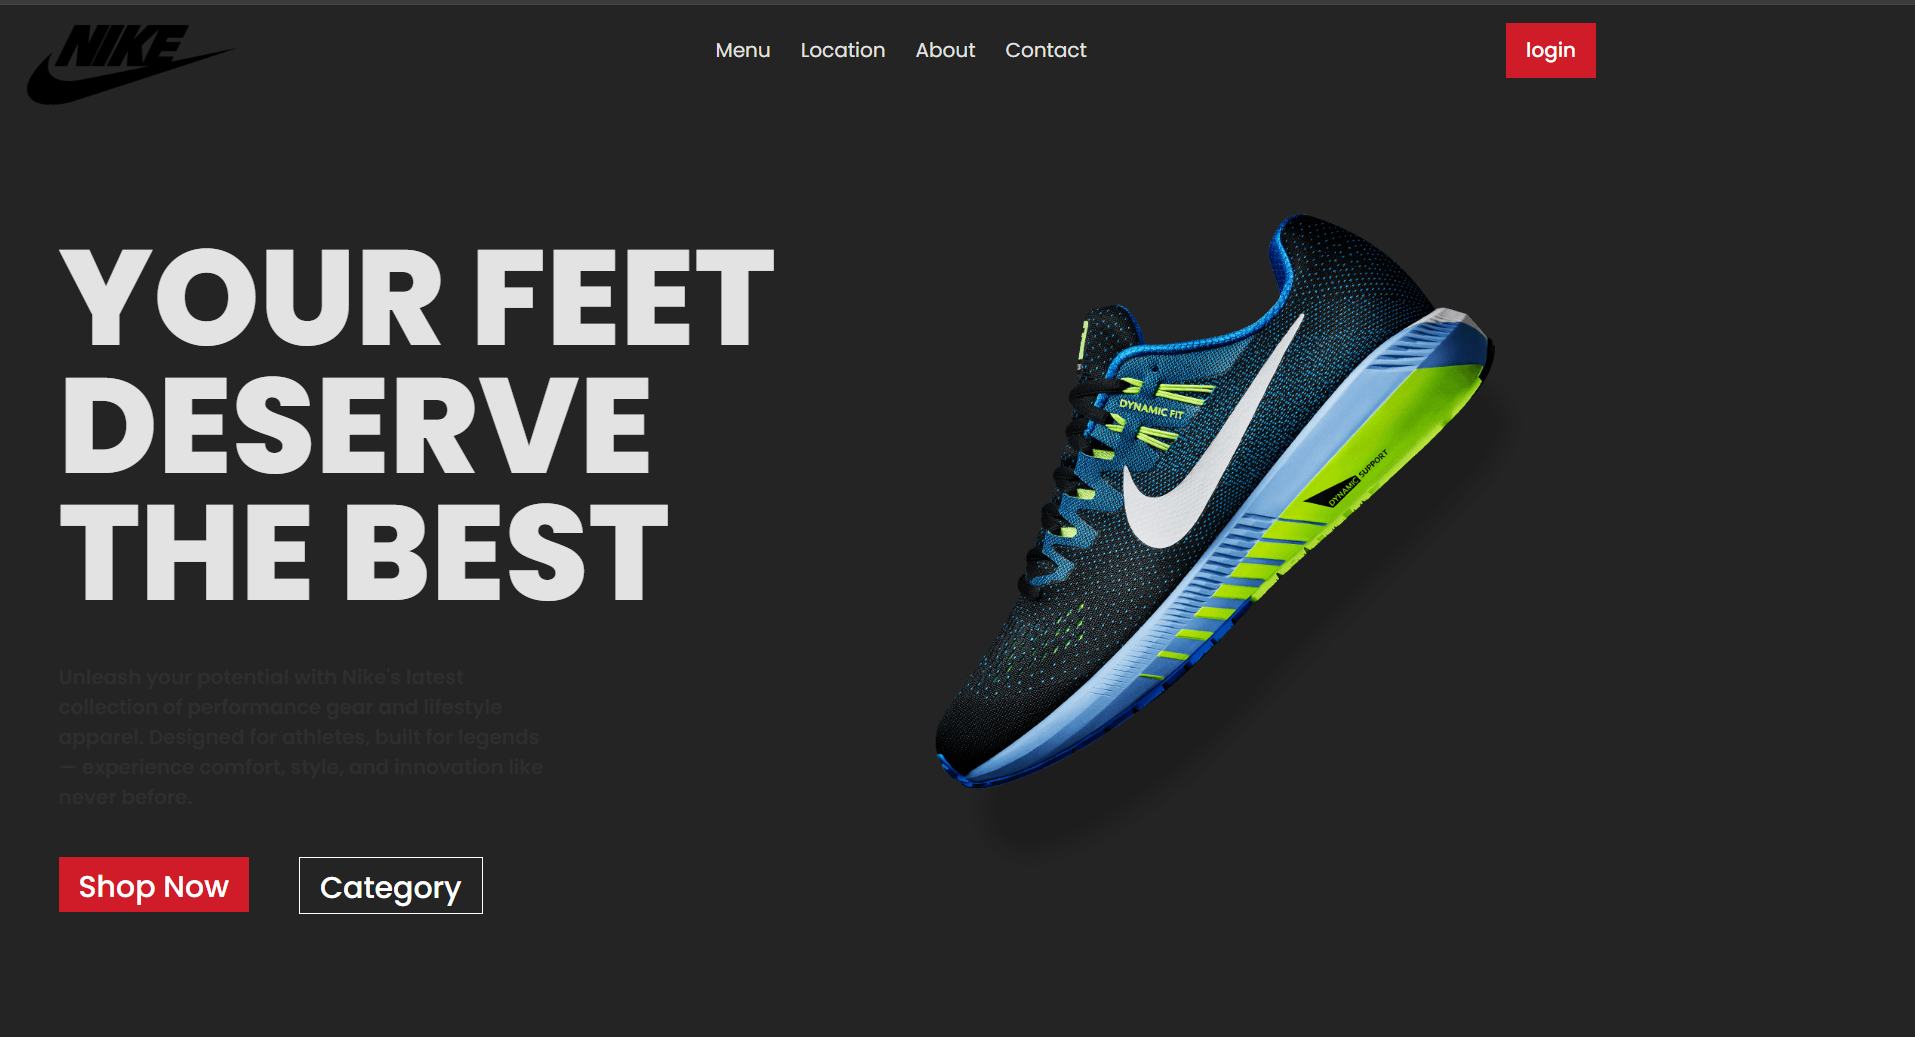 NIKE
Menu Location About Contact
login
YOUR FEET
DESERVE
THE BEST
DYNAMIC FIT
DYNAMIC SUPPORT
Unleash your potential with Nike's latest
collection of performance gear and lifestyle
apparel. Designed for athletes, built for legends
— experience comfort, style, and innovation like
never before.
Shop Now Category